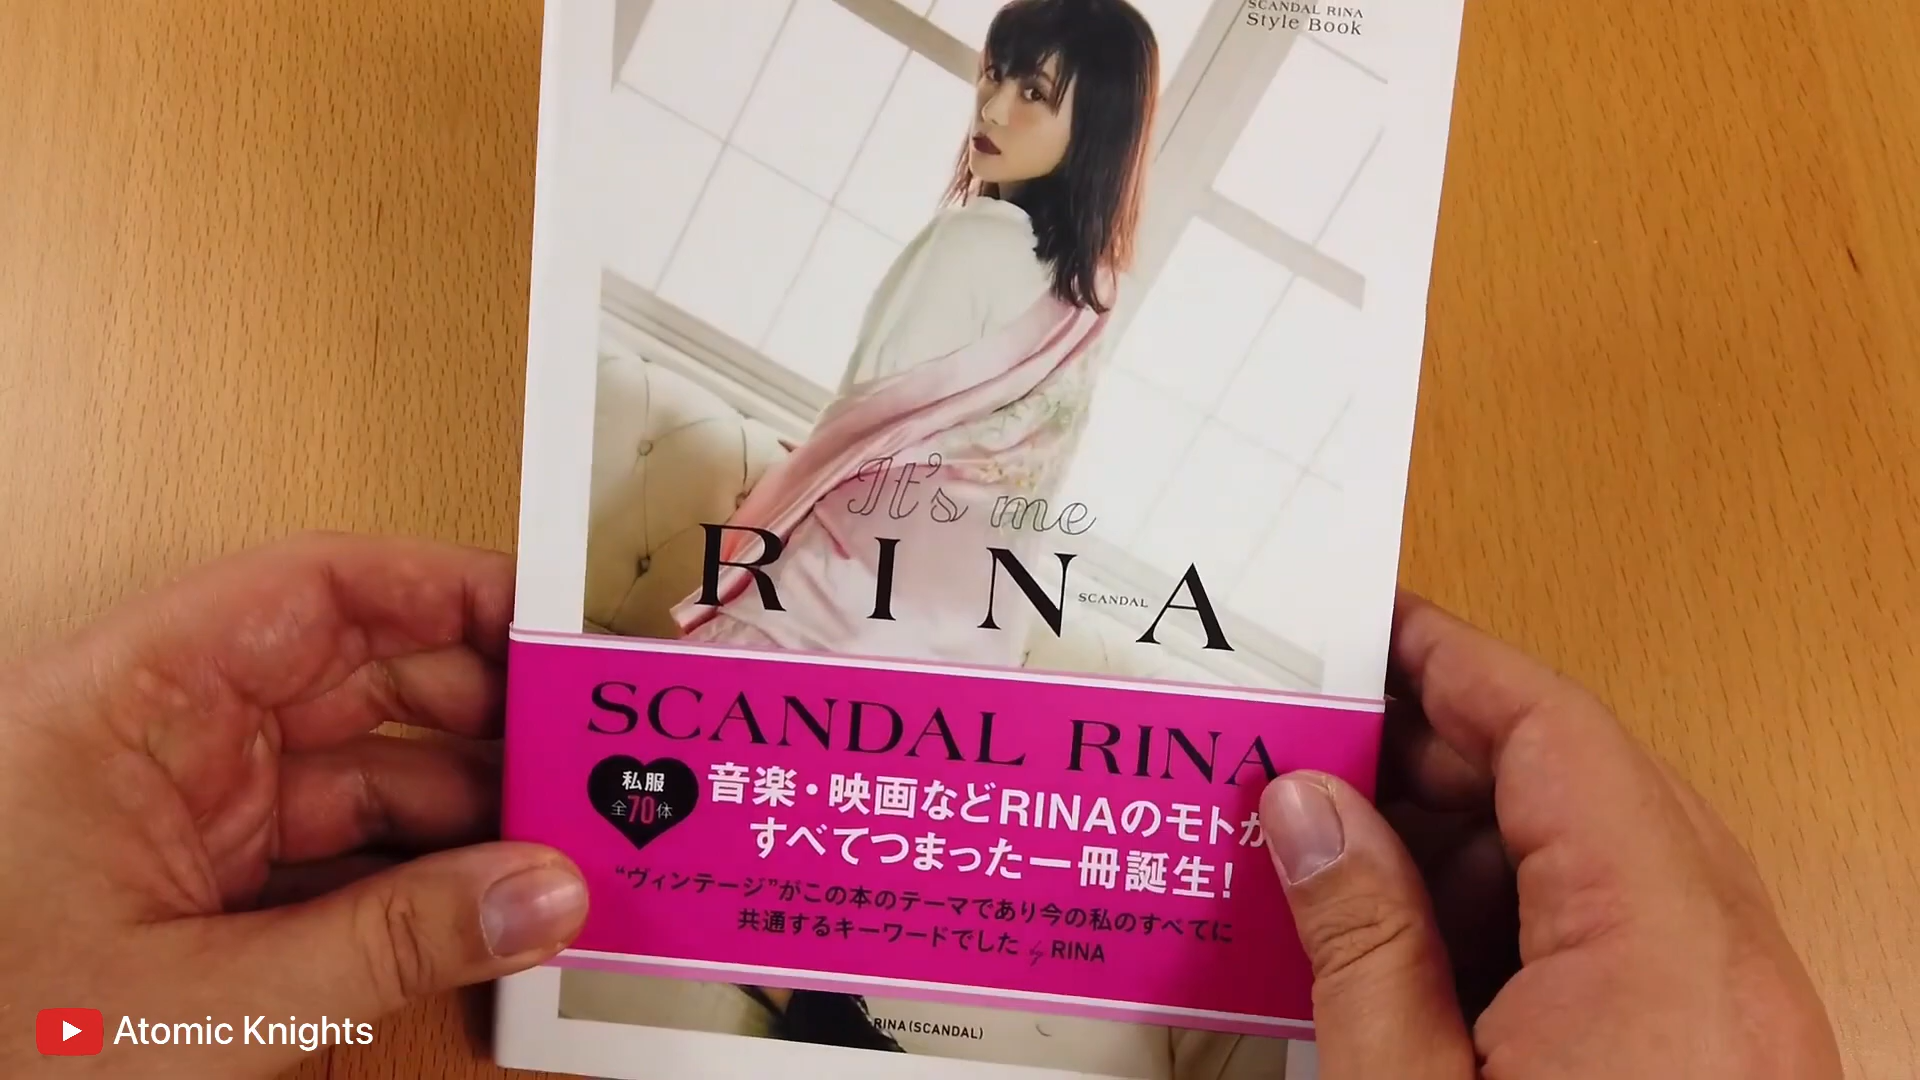 SCANDAL RINA
Style Book
It's me
RINA
SCANDAL
SCANDAL RINA
私服
全70体
音楽・映画などRINAのモトが
すべてつまった一冊誕生!
“ヴィンテージ”がこの本のテーマであり今の私のすべてに
共通するキーワードでした by RINA
RINA(SCANDAL)
Atomic Knights